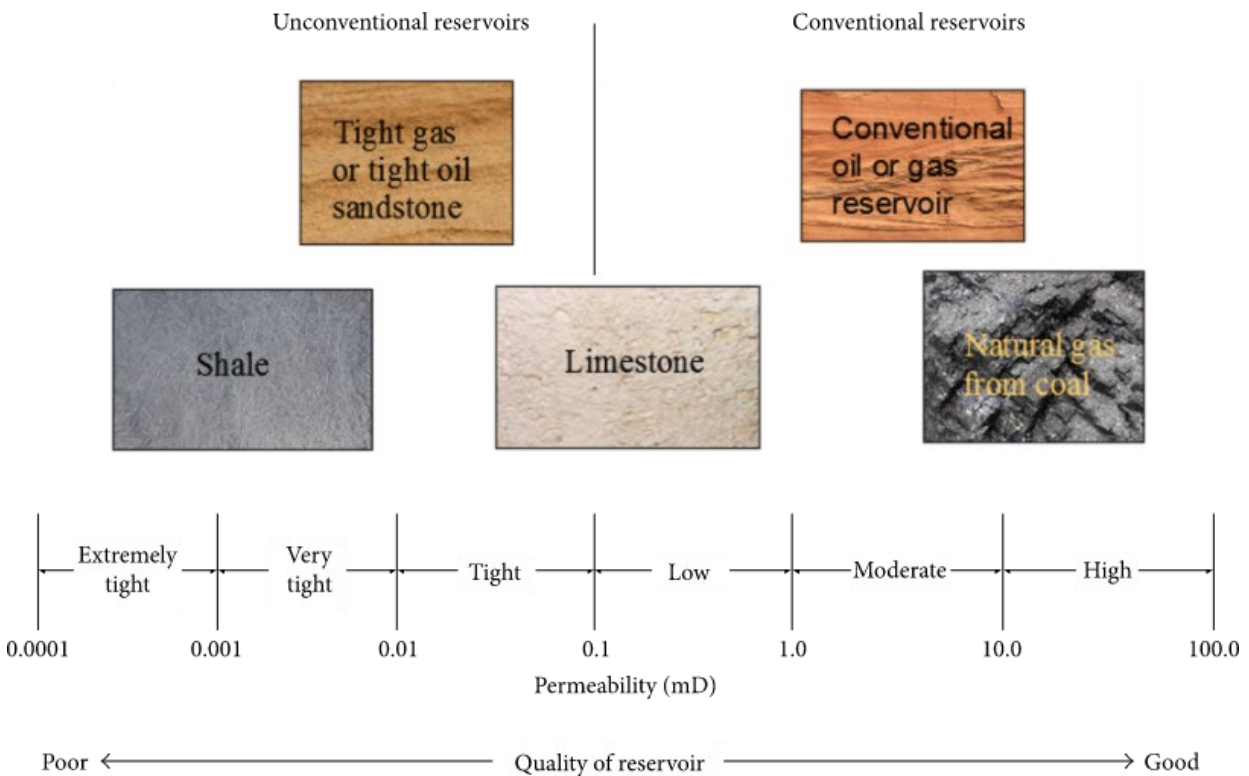 Unconventional reservoirs
Conventional reservoirs
Tight gas
or tight oil
sandstone
Conventional
oil or gas
reservoir
Shale
Limestone
Natural gas
from coal
Extremely
tight
Very
tight
Tight
Low
Moderate
High
0.0001 0.001 0.01 0.1 1.0 10.0 100.0
Permeability (mD)
Poor Quality of reservoir Good